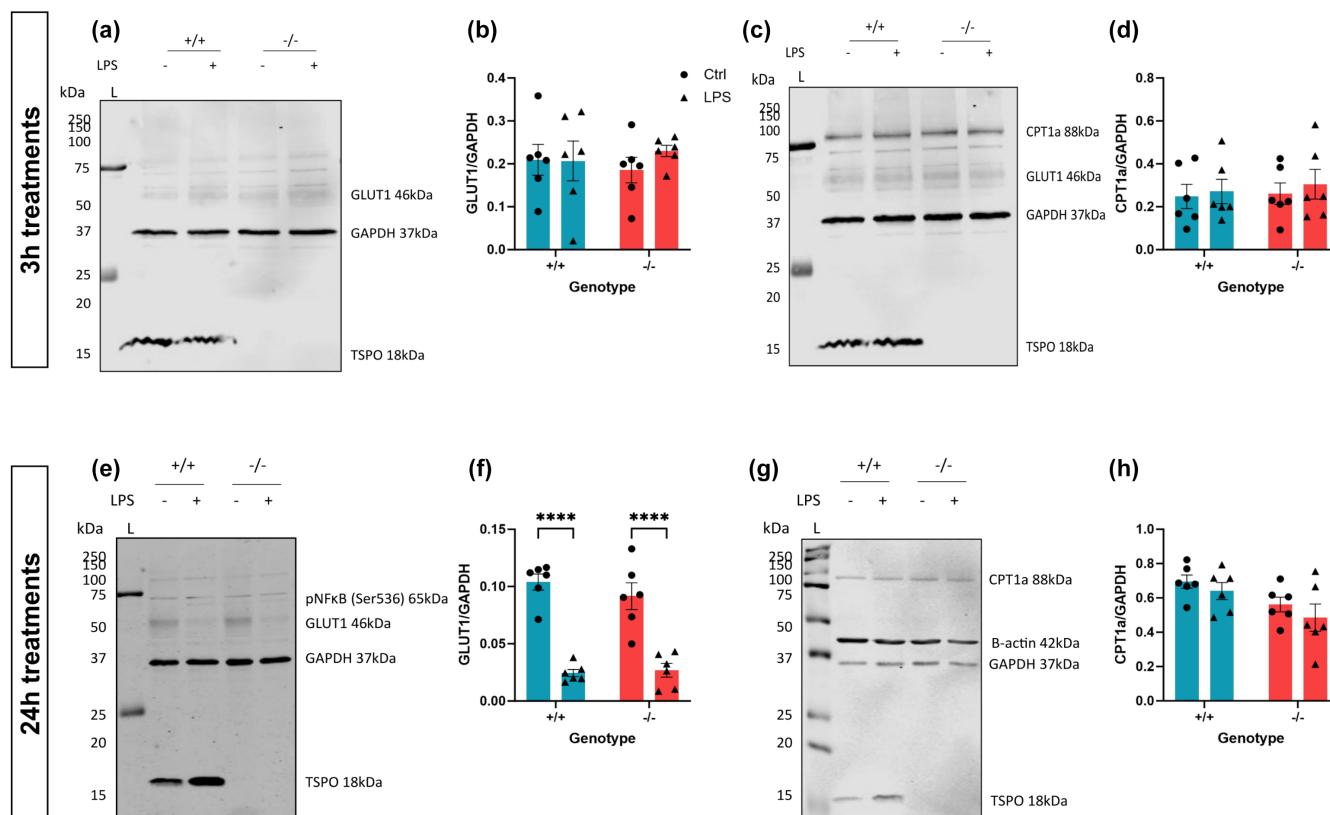 3h treatments
(a)
+/+ -/-
LPS - + - +
kDa L
250
150
100
75
50
37
25
20
15
GLUT1 46kDa
GAPDH 37kDa
TSPO 18kDa
(b)
GLUT1/GAPDH
0.4
0.3
0.2
0.1
0.0
+/+ -/-
Genotype
Ctrl
LPS
(c)
+/+ -/-
LPS - + - +
kDa L
250
150
100
75
50
37
25
20
15
CPT1a 88kDa
GLUT1 46kDa
GAPDH 37kDa
TSPO 18kDa
(d)
CPT1a/GAPDH
1.0
0.8
0.6
0.4
0.2
0.0
+/+ -/-
Genotype
24h treatments
(e)
+/+ -/-
LPS - + - +
kDa L
250
150
100
75
50
37
25
20
15
pNFκB (Ser536) 65kDa
GLUT1 46kDa
GAPDH 37kDa
TSPO 18kDa
(f)
GLUT1/GAPDH
0.15
0.10
0.05
0.00
**** ****
+/+ -/-
Genotype
(g)
+/+ -/-
LPS - + - +
kDa L
250
150
100
75
50
37
25
20
15
CPT1a 88kDa
B-actin 42kDa
GAPDH 37kDa
TSPO 18kDa
(h)
CPT1a/GAPDH
1.0
0.8
0.6
0.4
0.2
0.0
+/+ -/-
Genotype